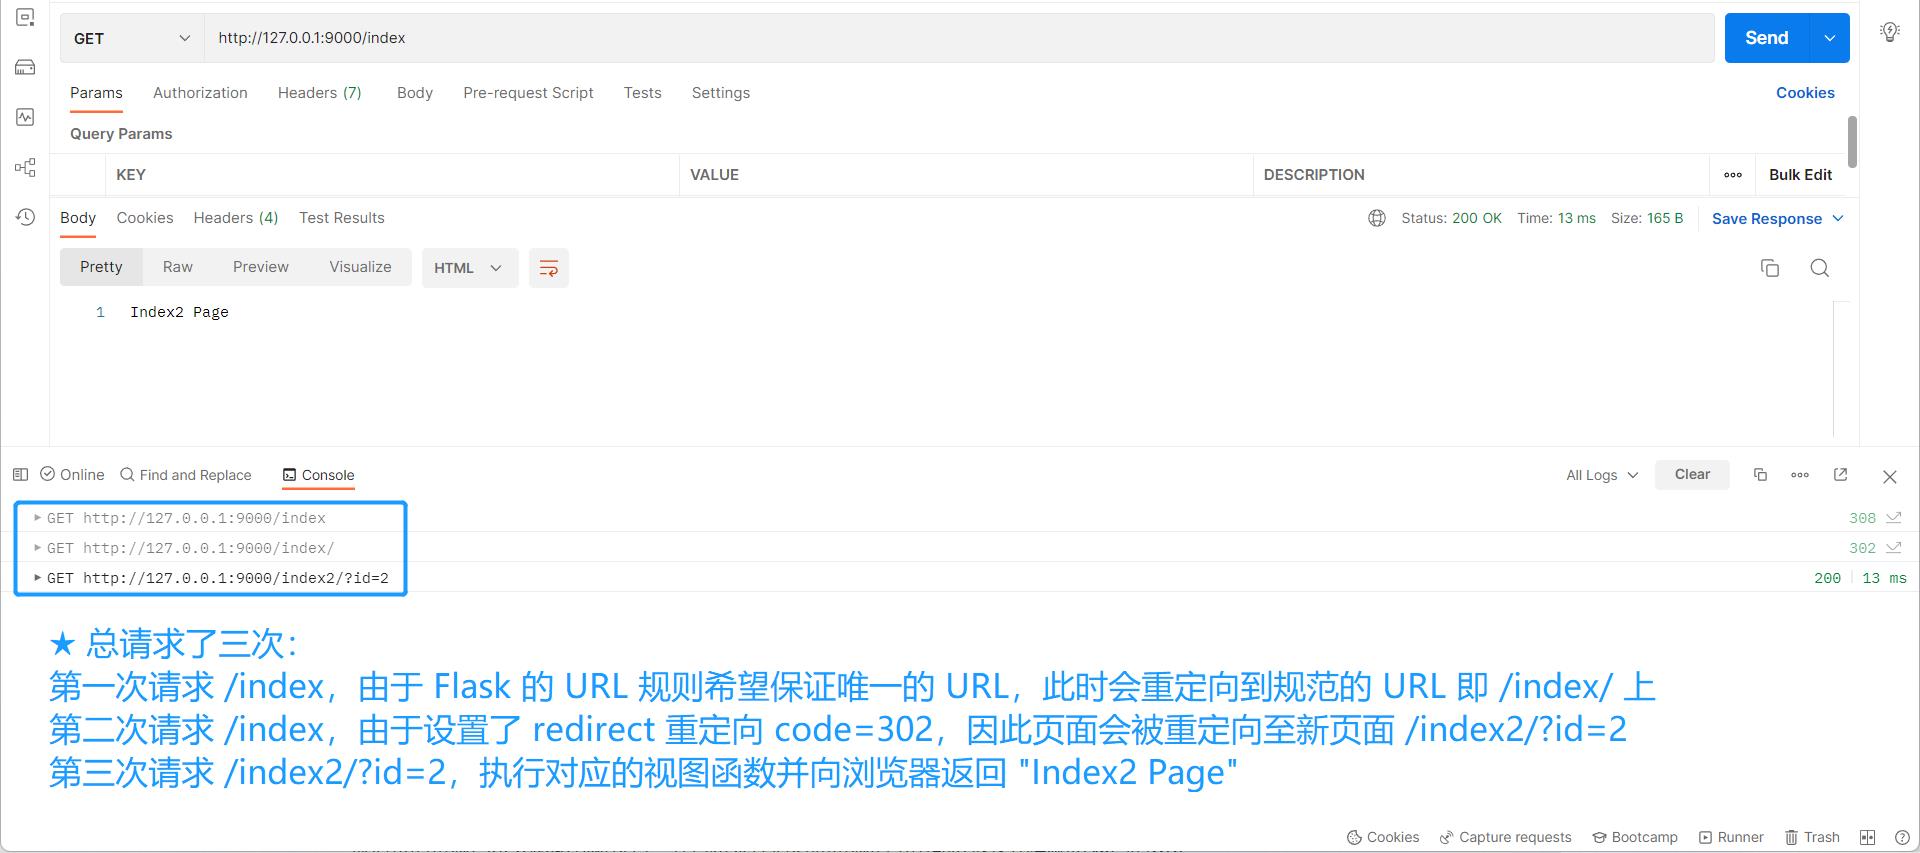 GET http://127.0.0.1:9000/index Send
Params Authorization Headers (7) Body Pre-request Script Tests Settings Cookies
Query Params
KEY VALUE DESCRIPTION Bulk Edit
Body Cookies Headers (4) Test Results Status: 200 OK Time: 13 ms Size: 165 B Save Response
Pretty Raw Preview Visualize HTML
1 Index2 Page
Online Find and Replace Console All Logs Clear
GET http://127.0.0.1:9000/index 308
GET http://127.0.0.1:9000/index/ 302
GET http://127.0.0.1:9000/index2/?id=2 200 13 ms
★ 总请求了三次：
第一次请求 /index，由于 Flask 的 URL 规则希望保证唯一的 URL，此时会重定向到规范的 URL 即 /index/ 上
第二次请求 /index，由于设置了 redirect 重定向 code=302，因此页面会被重定向至新页面 /index2/?id=2
第三次请求 /index2/?id=2，执行对应的视图函数并向浏览器返回 "Index2 Page"
Cookies Capture requests Bootcamp Runner Trash